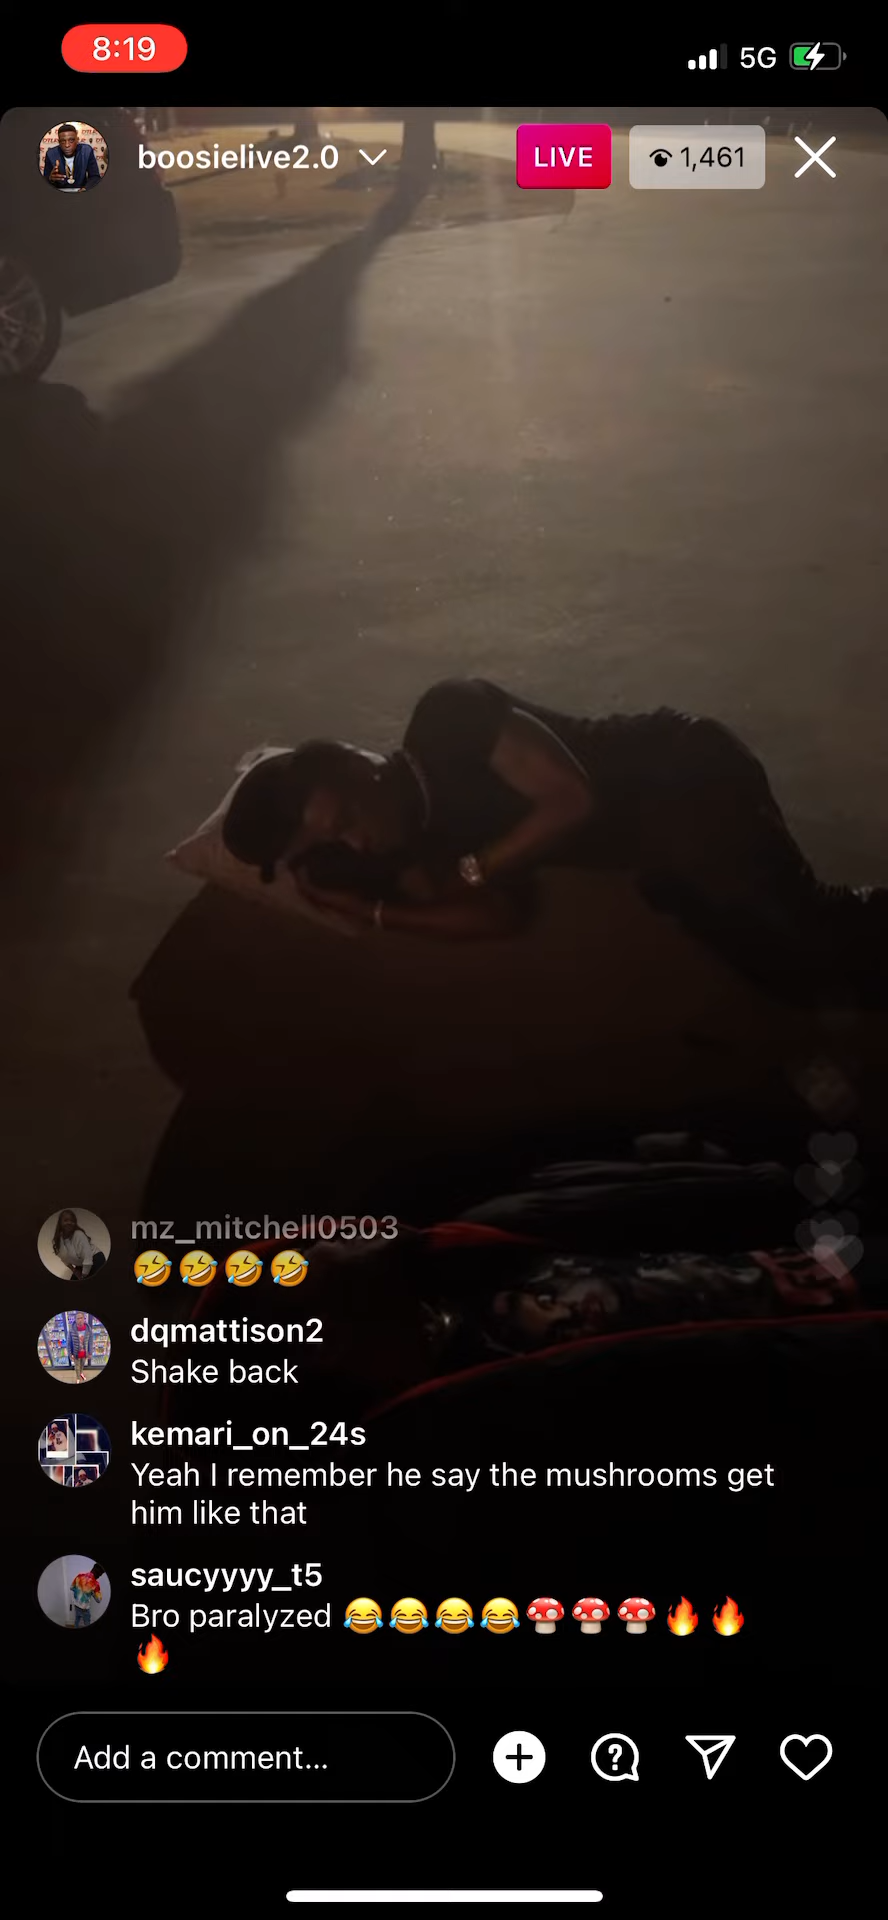 8:19
5G
boosielive2.0
LIVE
1,461
mz_mitchell0503
🤣🤣🤣🤣
dqmattison2
Shake back
kemari_on_24s
Yeah I remember he say the mushrooms get
him like that
saucyyyy_t5
Bro paralyzed 😂😂😂😂🍄🍄🍄🔥🔥
🔥
Add a comment...